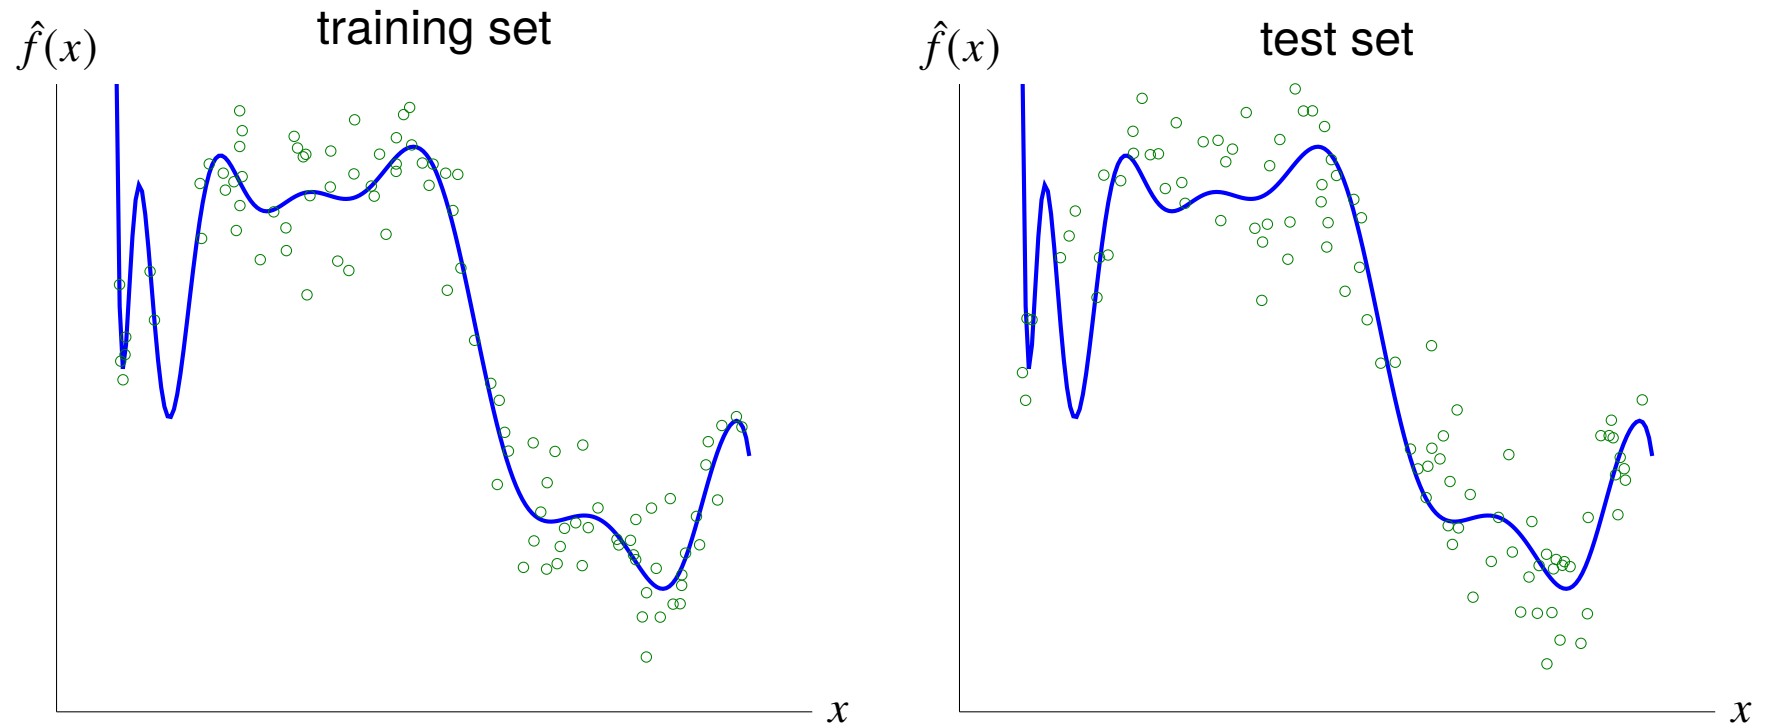 training set
f̂(x)
x
test set
f̂(x)
x